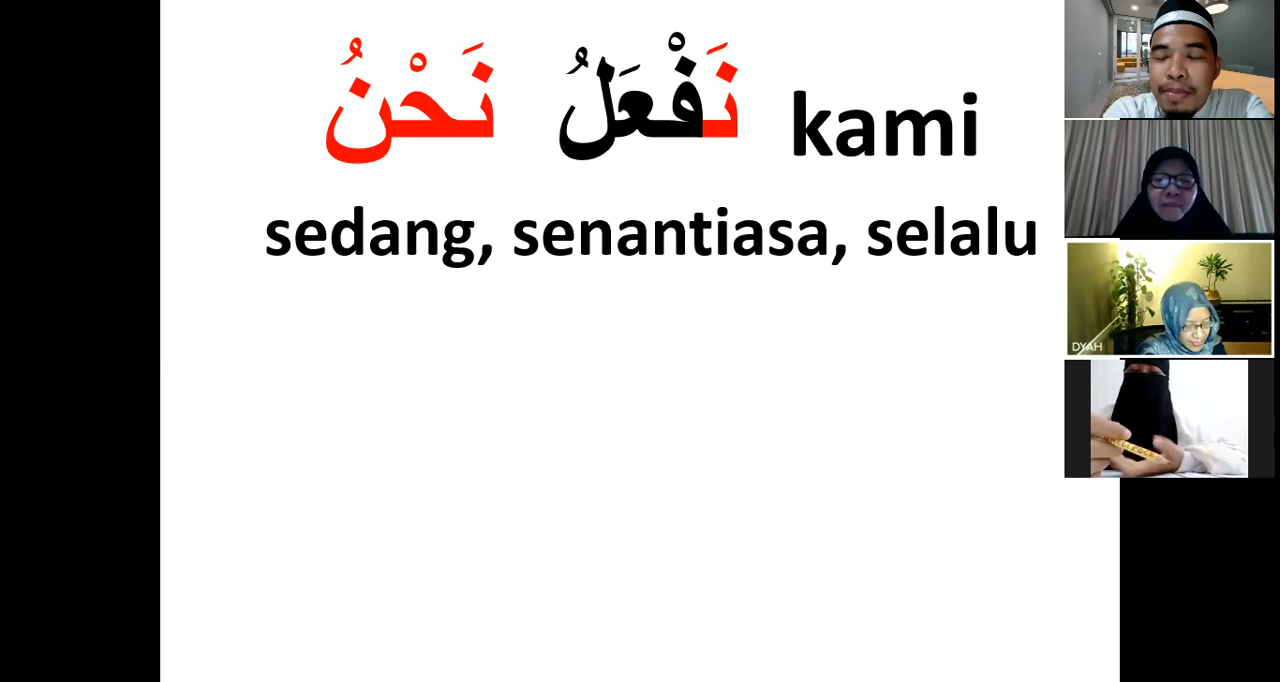 نَحْنُ نَفْعَلُ kami
sedang, senantiasa, selalu
DYAH